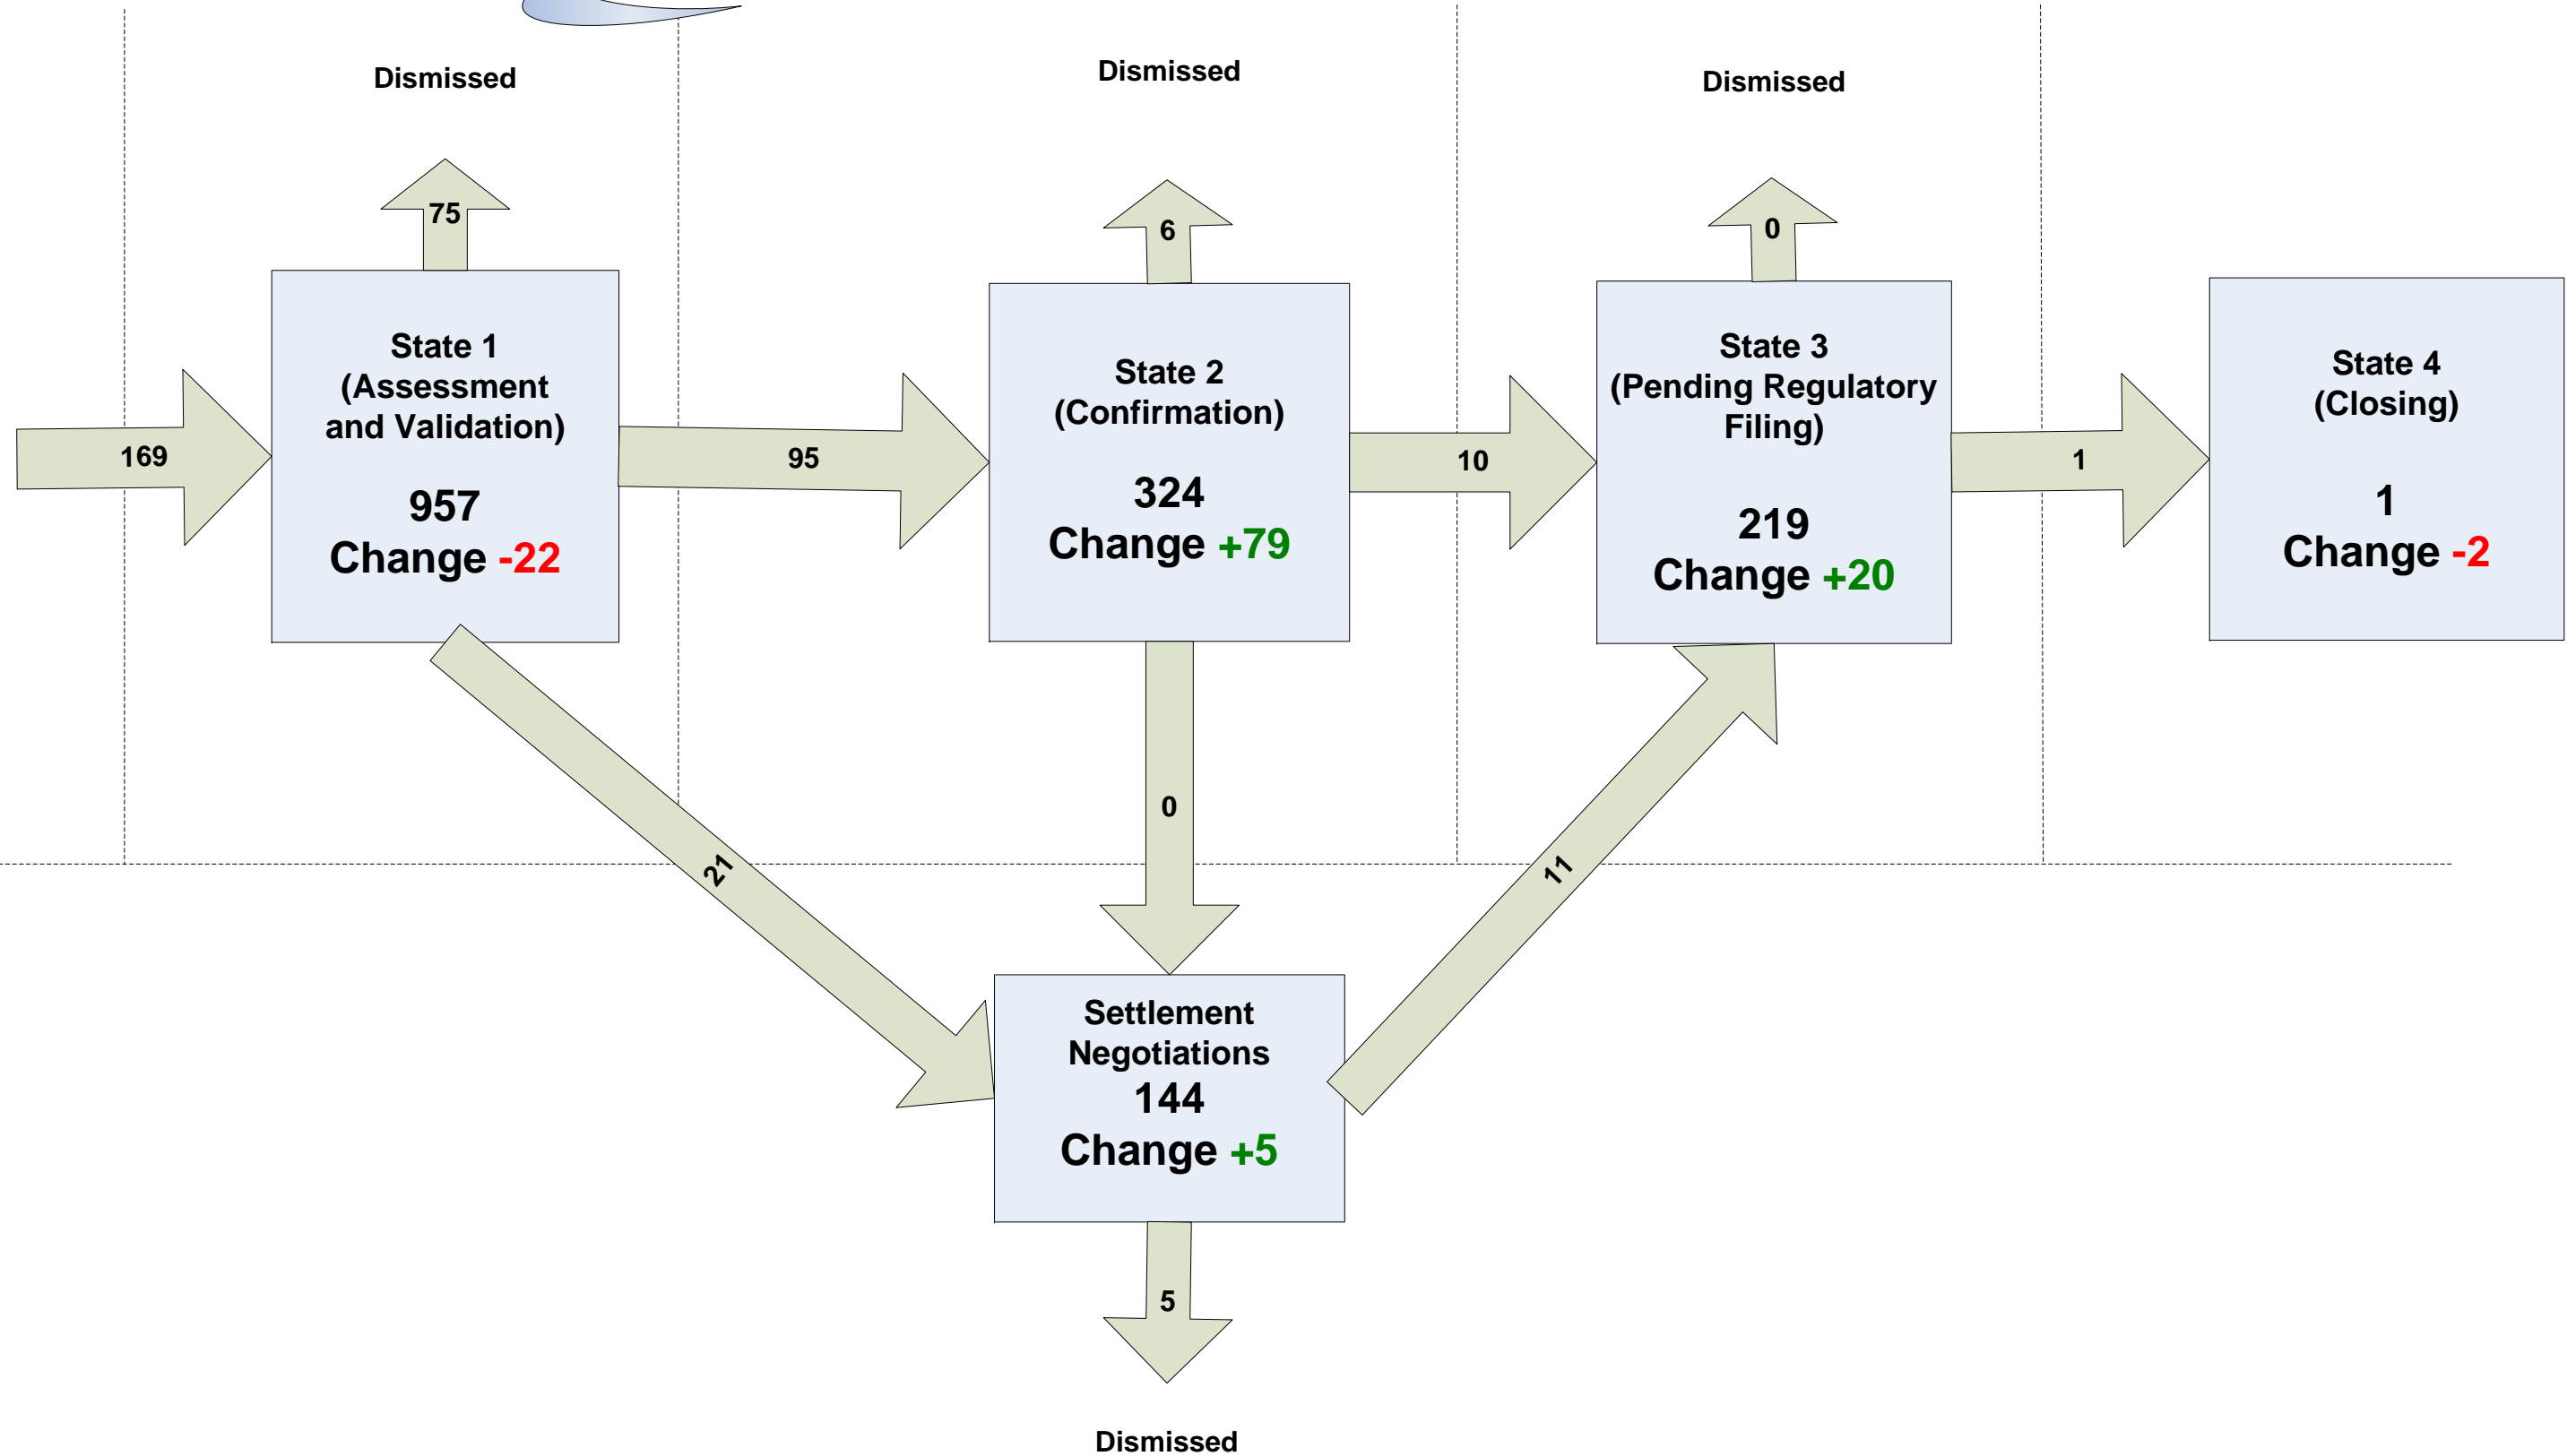 Dismissed
Dismissed
Dismissed
75
6
0
169
State 1
(Assessment
and Validation)
957
Change -22
95
State 2
(Confirmation)
324
Change +79
10
State 3
(Pending Regulatory
Filing)
219
Change +20
1
State 4
(Closing)
1
Change -2
21
0
11
Settlement
Negotiations
144
Change +5
5
Dismissed